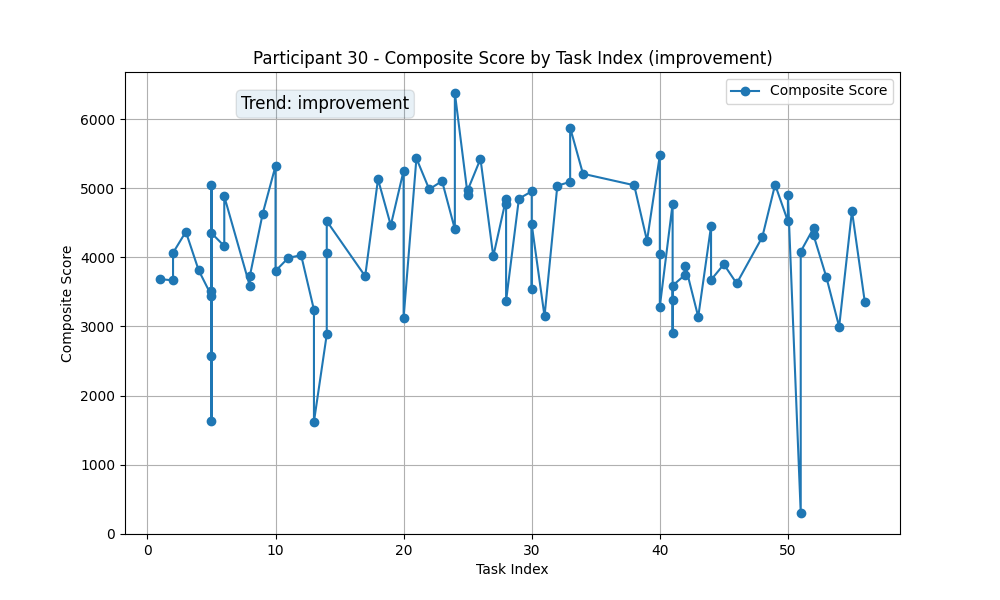 Participant 30 - Composite Score by Task Index (improvement)
Trend: improvement
Composite Score
6000
5000
4000
3000
2000
1000
0
Composite Score
0 10 20 30 40 50
Task Index